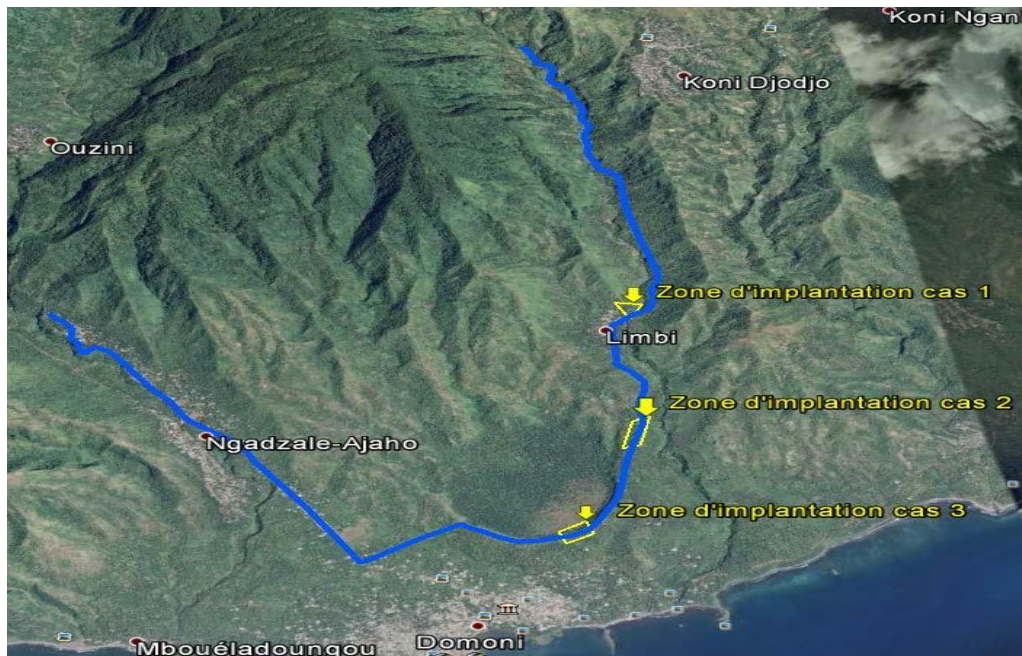 Koni Ngan
Koni Djodjo
Ouzini
Zone d'implantation cas 1
Limbi
Zone d'implantation cas 2
Ngadzale-Ajaho
Zone d'implantation cas 3
Domoni
Mbouéladoungou